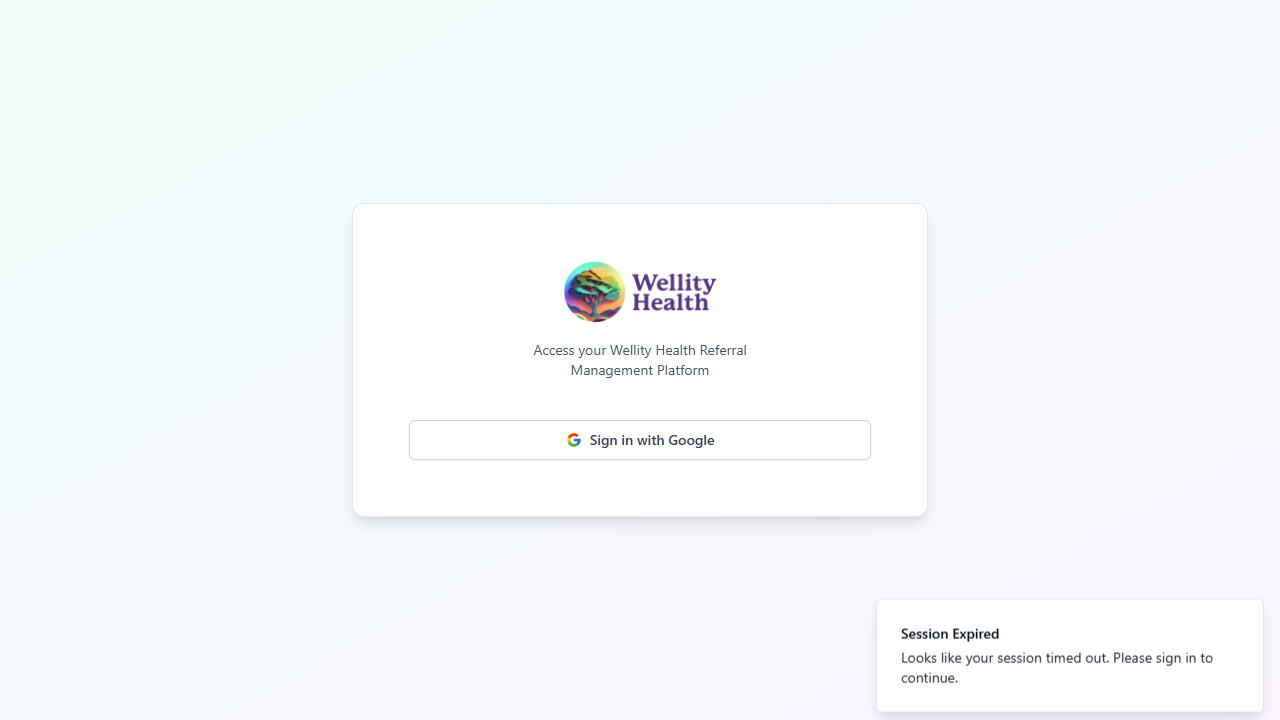 Wellity
Health
Access your Wellity Health Referral
Management Platform
Sign in with Google
Session Expired
Looks like your session timed out. Please sign in to
continue.